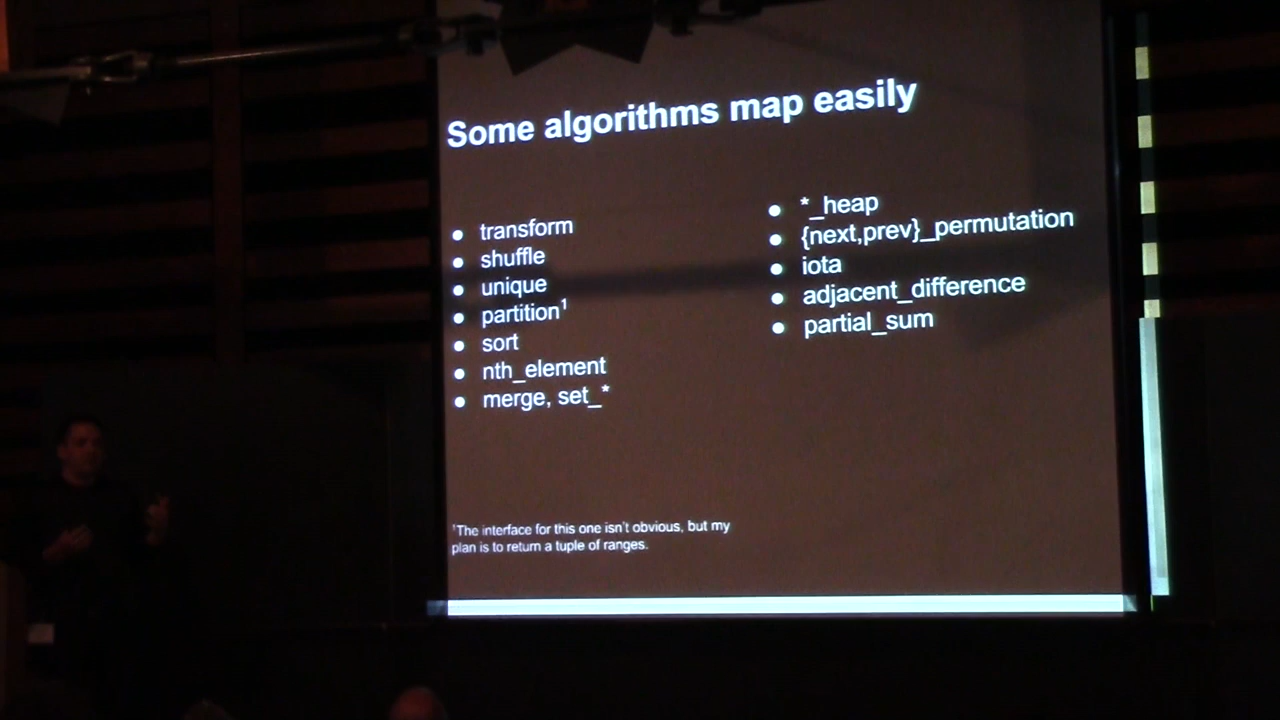 Some algorithms map easily
● transform
● shuffle
● unique
● partition¹
● sort
● nth_element
● merge, set_*
● *_heap
● {next,prev}_permutation
● iota
● adjacent_difference
● partial_sum
¹The interface for this one isn't obvious, but my
plan is to return a tuple of ranges.